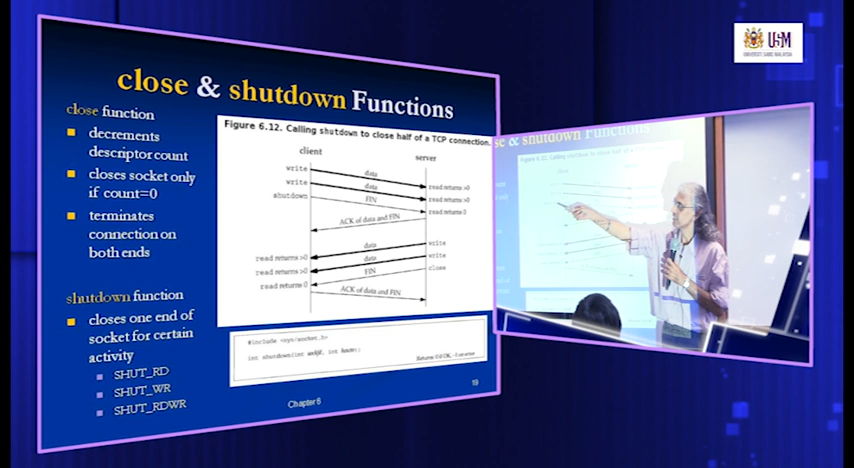 close & shutdown Functions
close function
decrements
descriptor count
closes socket only
if count=0
terminates
connection on
both ends
shutdown function
closes one end of
socket for certain
activity
SHUT_RD
SHUT_WR
SHUT_RDWR
Figure 6.12. Calling shutdown to close half of a TCP connection.
client
server
write
data
write
data
read returns >0
shutdown
FIN
read returns >0
read returns 0
ACK of data and FIN
data
write
read returns >0
data
write
read returns >0
FIN
close
read returns 0
ACK of data and FIN
#include <sys/socket.h>
int shutdown(int sockfd, int howto);
Returns: 0 if OK, -1 on error
Chapter 6
19
USM
UNIVERSITI SAINS MALAYSIA
se & shutdown Functions